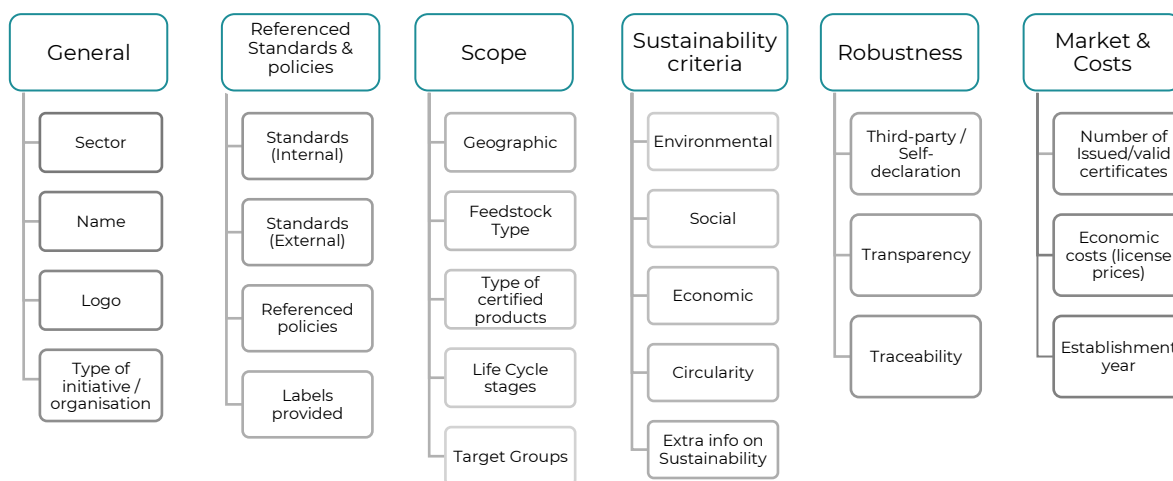 General
Sector
Name
Logo
Type of
initiative /
organisation
Referenced
Standards &
policies
Standards
(Internal)
Standards
(External)
Referenced
policies
Labels
provided
Scope
Geographic
Feedstock
Type
Type of
certified
products
Life Cycle
stages
Target Groups
Sustainability
criteria
Environmental
Social
Economic
Circularity
Extra info on
Sustainability
Robustness
Third-party /
Self-
declaration
Transparency
Traceability
Market &
Costs
Number of
Issued/valid
certificates
Economic
costs (license
prices)
Establishment
year